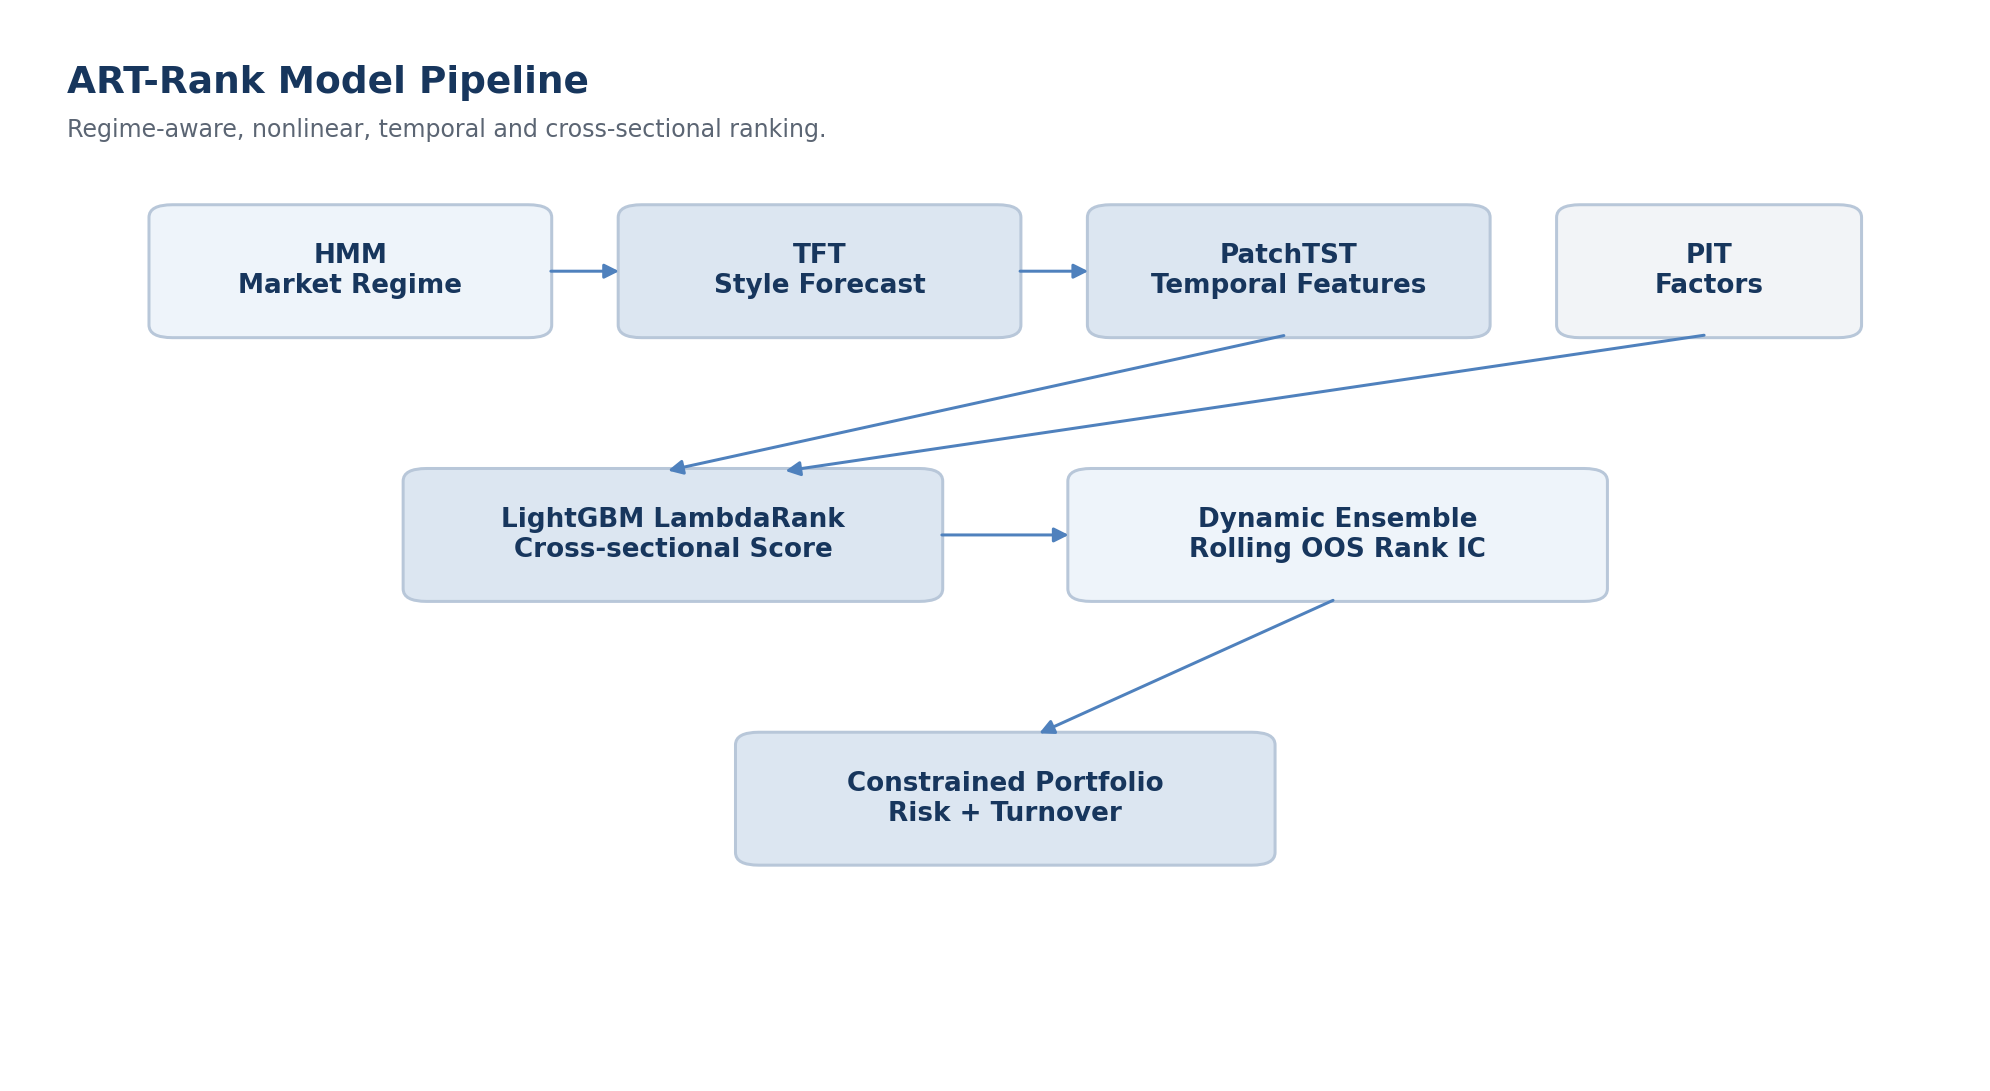 ART-Rank Model Pipeline
Regime-aware, nonlinear, temporal and cross-sectional ranking.
HMM
Market Regime
TFT
Style Forecast
PatchTST
Temporal Features
PIT
Factors
LightGBM LambdaRank
Cross-sectional Score
Dynamic Ensemble
Rolling OOS Rank IC
Constrained Portfolio
Risk + Turnover